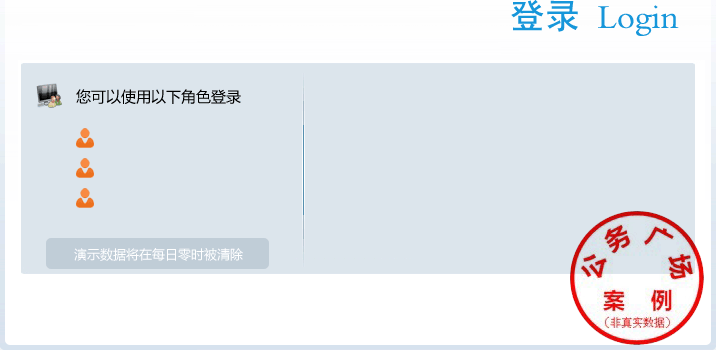 登录 Login
您可以使用以下角色登录
演示数据将在每日零时被清除
公务广场
案 例
（非真实数据）